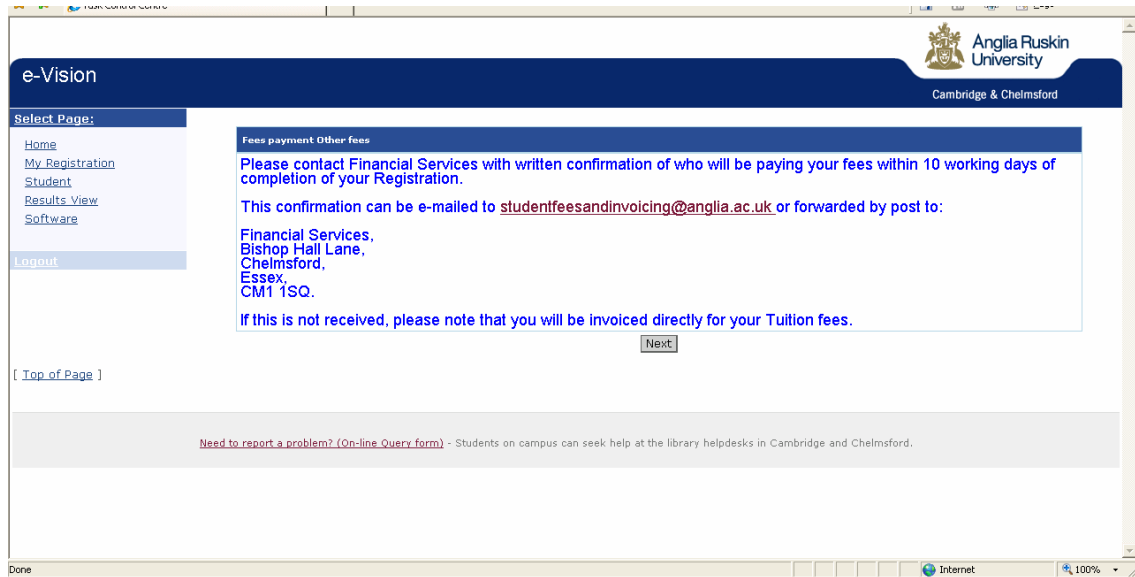 Anglia Ruskin
University
e-Vision
Cambridge & Chelmsford
Select Page:
Home
My Registration
Student
Results View
Software
Logout
Fees payment Other fees
Please contact Financial Services with written confirmation of who will be paying your fees within 10 working days of
completion of your Registration.
This confirmation can be e-mailed to studentfeesandinvoicing@anglia.ac.uk or forwarded by post to:
Financial Services,
Bishop Hall Lane,
Chelmsford,
Essex,
CM1 1SQ.
If this is not received, please note that you will be invoiced directly for your Tuition fees.
Next
[ Top of Page ]
Need to report a problem? (On-line Query form) - Students on campus can seek help at the library helpdesks in Cambridge and Chelmsford.
Done
Internet
100%